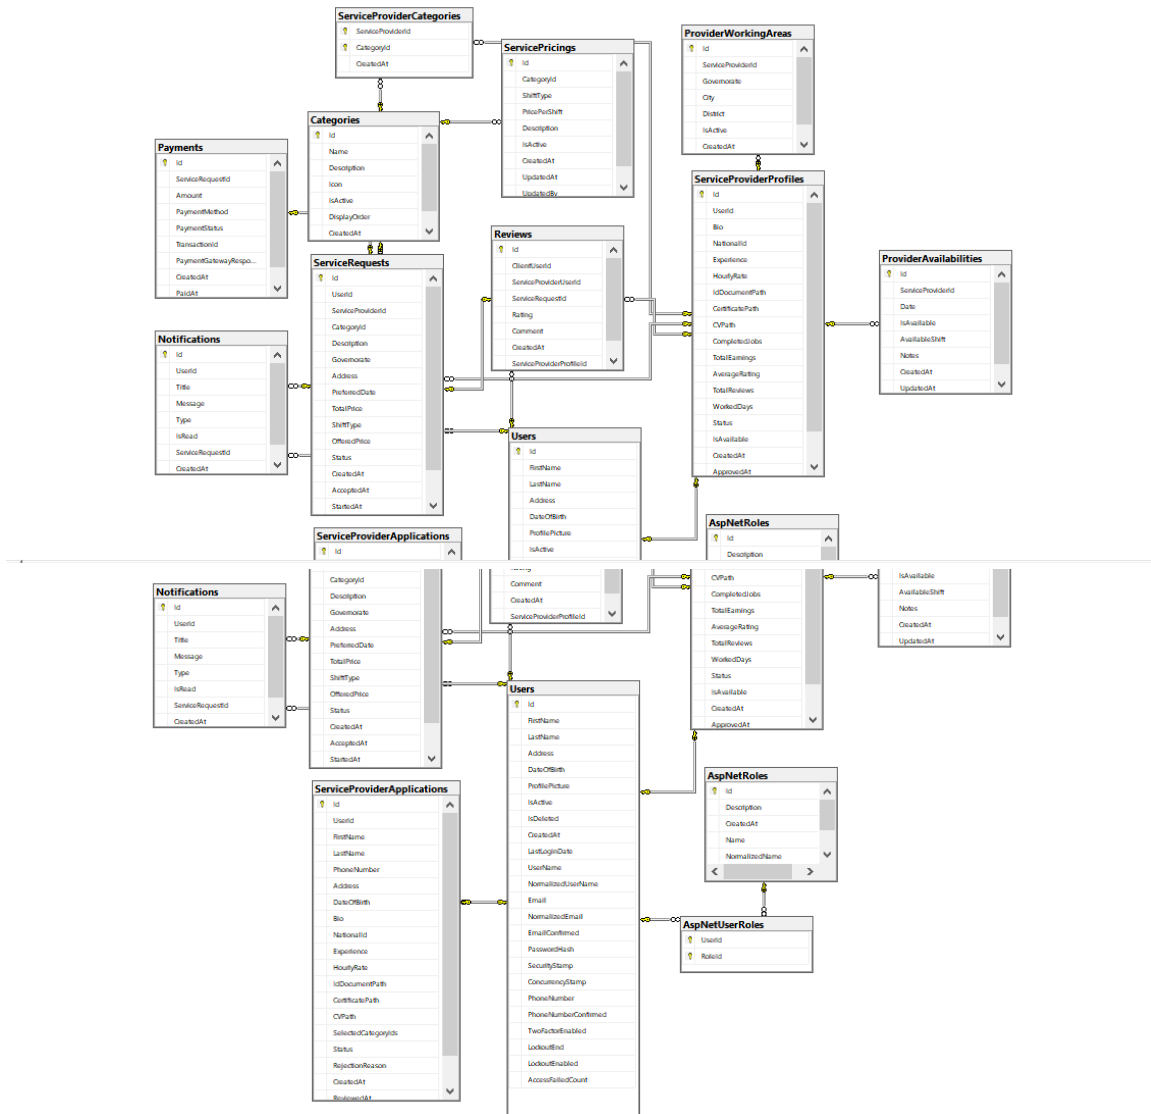 ServiceProviderCategories
ServiceProviderId
CategoryId
CreatedAt
ServicePricings
Id
CategoryId
ShiftType
PricePerShift
Description
IsActive
CreatedAt
UpdatedAt
UpdatedBy
ProviderWorkingAreas
Id
ServiceProviderId
Governorate
City
District
IsActive
CreatedAt
Categories
Id
Name
Description
Icon
IsActive
DisplayOrder
CreatedAt
Payments
Id
ServiceRequestId
Amount
PaymentMethod
PaymentStatus
TransactionId
PaymentGatewayRespo...
CreatedAt
PaidAt
ServiceProviderProfiles
Id
UserId
Bio
NationalId
Experience
HourlyRate
IdDocumentPath
CertificatePath
CVPath
CompletedJobs
TotalEarnings
AverageRating
TotalReviews
WorkedDays
Status
IsAvailable
CreatedAt
ApprovedAt
Reviews
Id
ClientUserId
ServiceProviderUserId
ServiceRequestId
Rating
Comment
CreatedAt
ServiceProviderProfileId
ProviderAvailabilities
Id
ServiceProviderId
Date
IsAvailable
AvailableShift
Notes
CreatedAt
UpdatedAt
ServiceRequests
Id
UserId
ServiceProviderId
CategoryId
Description
Governorate
Address
PreferredDate
TotalPrice
ShiftType
OfferedPrice
Status
CreatedAt
AcceptedAt
StartedAt
Notifications
Id
UserId
Title
Message
Type
IsRead
ServiceRequestId
CreatedAt
Users
Id
FirstName
LastName
Address
DateOfBirth
ProfilePicture
IsActive
AspNetRoles
Id
Description
ServiceProviderApplications
Id
CategoryId
Description
Governorate
Address
PreferredDate
TotalPrice
ShiftType
OfferedPrice
Status
CreatedAt
AcceptedAt
StartedAt
Comment
CreatedAt
ServiceProviderProfileId
CVPath
CompletedJobs
TotalEarnings
AverageRating
TotalReviews
WorkedDays
Status
IsAvailable
CreatedAt
ApprovedAt
IsAvailable
AvailableShift
Notes
CreatedAt
UpdatedAt
Notifications
Id
UserId
Title
Message
Type
IsRead
ServiceRequestId
CreatedAt
Users
Id
FirstName
LastName
Address
DateOfBirth
ProfilePicture
IsActive
IsDeleted
CreatedAt
LastLoginDate
UserName
NormalizedUserName
Email
NormalizedEmail
EmailConfirmed
PasswordHash
SecurityStamp
ConcurrencyStamp
PhoneNumber
PhoneNumberConfirmed
TwoFactorEnabled
LockoutEnd
LockoutEnabled
AccessFailedCount
AspNetRoles
Id
Description
CreatedAt
Name
NormalizedName
ServiceProviderApplications
Id
UserId
FirstName
LastName
PhoneNumber
Address
DateOfBirth
Bio
NationalId
Experience
HourlyRate
IdDocumentPath
CertificatePath
CVPath
SelectedCategoryIds
Status
RejectionReason
CreatedAt
ReviewedAt
AspNetUserRoles
UserId
RoleId